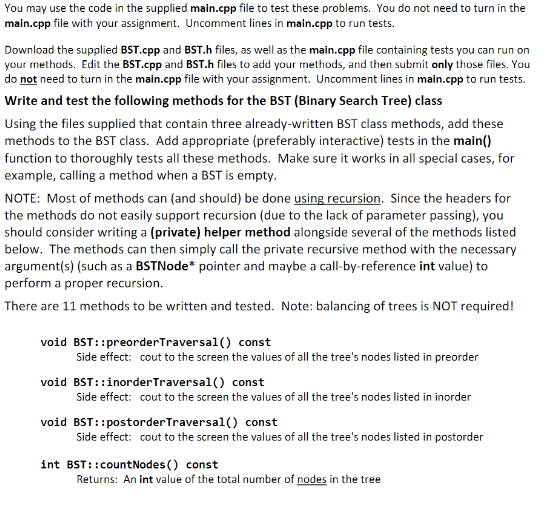 You may use the code in the supplied main.cpp file to test these problems. You do not need to turn in the
main.cpp file with your assignment. Uncomment lines in main.cpp to run tests.
Download the supplied BST.cpp and BST.h files, as well as the main.cpp file containing tests you can run on
your methods. Edit the BST.cpp and BST.h files to add your methods, and then submit only those files. You
do not need to turn in the main.cpp file with your assignment. Uncomment lines in main.cpp to run tests.
Write and test the following methods for the BST (Binary Search Tree) class
Using the files supplied that contain three already-written BST class methods, add these
methods to the BST class. Add appropriate (preferably interactive) tests in the main()
function to thoroughly tests all these methods. Make sure it works in all special cases, for
example, calling a method when a BST is empty.
NOTE: Most of methods can (and should) be done using recursion. Since the headers for
the methods do not easily support recursion (due to the lack of parameter passing), you
should consider writing a (private) helper method alongside several of the methods listed
below. The methods can then simply call the private recursive method with the necessary
argument(s) (such as a BSTNode* pointer and maybe a call-by-reference int value) to
perform a proper recursion.
There are 11 methods to be written and tested. Note: balancing of trees is NOT required!
void BST::preorderTraversal() const
Side effect: cout to the screen the values of all the tree's nodes listed in preorder
void BST::inorderTraversal() const
Side effect: cout to the screen the values of all the tree's nodes listed in inorder
void BST::postorderTraversal() const
Side effect: cout to the screen the values of all the tree's nodes listed in postorder
int BST::countNodes() const
Returns: An int value of the total number of nodes in the tree